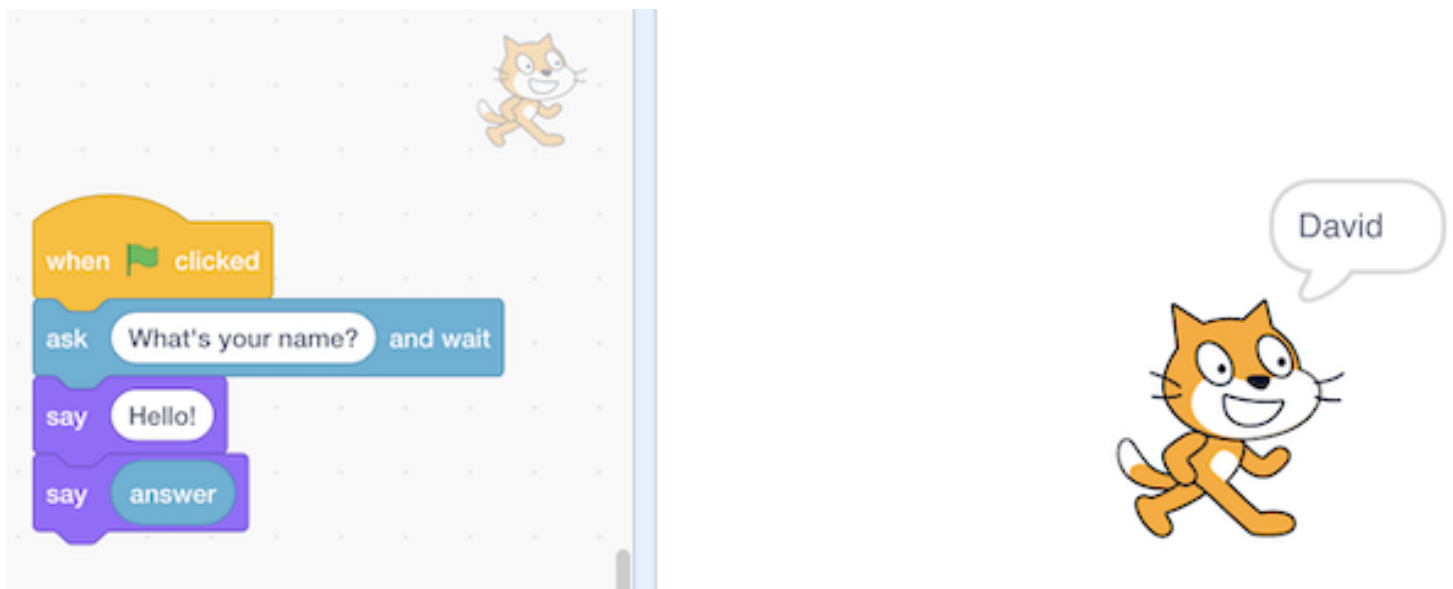 when clicked
ask What's your name? and wait
say Hello!
say answer
David